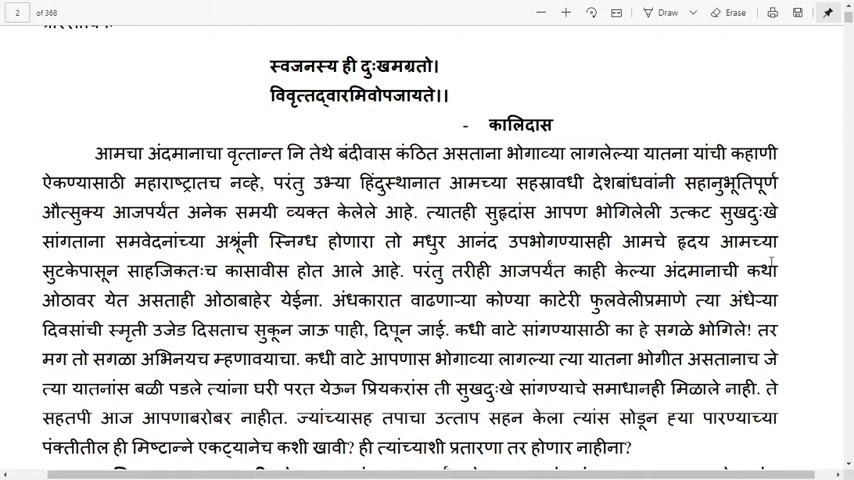 2 of 368 Draw Erase
स्वजनस्य ही दुःखमग्रतो।
विवृत्तद्वारमिवोपजायते।।
- कालिदास
आमचा अंदमानाचा वृत्तान्त नि तेथे बंदीवास कंठित असताना भोगाव्या लागलेल्या यातना यांची कहाणी
ऐकण्यासाठी महाराष्ट्रातच नव्हे, परंतु उभ्या हिंदुस्थानात आमच्या सहस्रावधी देशबांधवांनी सहानुभूतिपूर्ण
औत्सुक्य आजपर्यंत अनेक समयी व्यक्त केलेले आहे. त्यातही सुहृदांस आपण भोगिलेली उत्कट सुखदुःखे
सांगताना समवेदनांच्या अश्रूंनी स्निग्ध होणारा तो मधुर आनंद उपभोगण्यासही आमचे हृदय आमच्या
सुटकेपासून साहजिकतःच कासावीस होत आले आहे. परंतु तरीही आजपर्यंत काही केल्या अंदमानाची कथा
ओठावर येत असताही ओठाबाहेर येईना. अंधकारात वाढणाऱ्या कोण्या काटेरी फुलवेलीप्रमाणे त्या अंधेऱ्या
दिवसांची स्मृती उजेड दिसताच सुकून जाऊ पाही, दिपून जाई. कधी वाटे सांगण्यासाठी का हे सगळे भोगिले! तर
मग तो सगळा अभिनयच म्हणावयाचा. कधी वाटे आपणास भोगाव्या लागल्या त्या यातना भोगीत असतानाच जे
त्या यातनांस बळी पडले त्यांना घरी परत येऊन प्रियकरांस ती सुखदुःखे सांगण्याचे समाधानही मिळाले नाही. ते
सहतपी आज आपणाबरोबर नाहीत. ज्यांच्यासह तपाचा उत्ताप सहन केला त्यांस सोडून ह्या पारण्याच्या
पंक्तीतील ही मिष्टान्ने एकट्यानेच कशी खावी? ही त्यांच्याशी प्रतारणा तर होणार नाहीना?